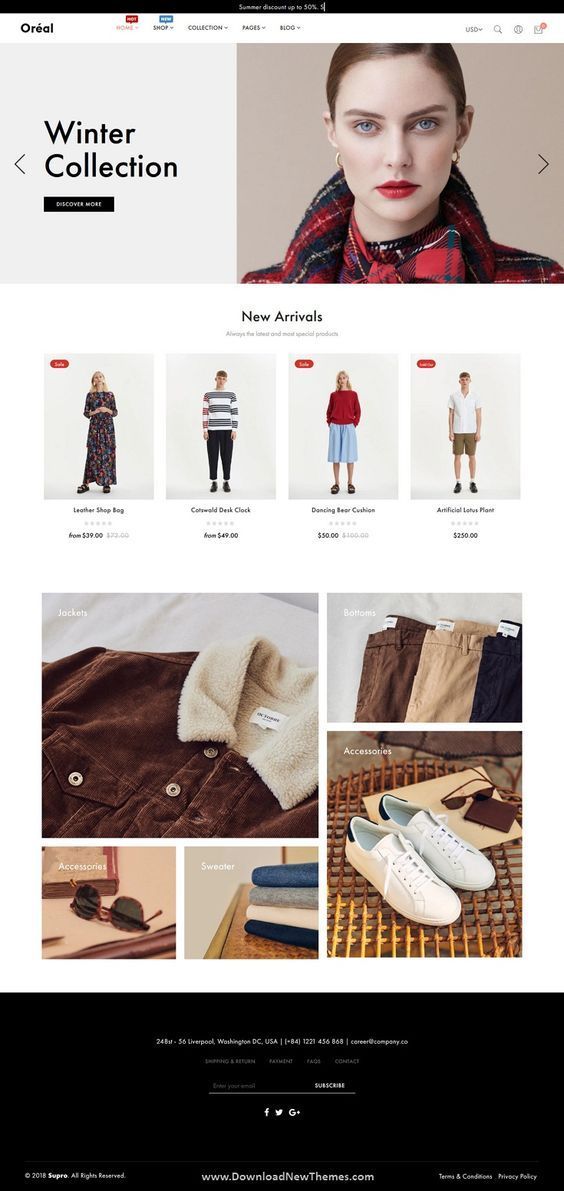 Summer discount up to 50%. S
Oréal
HOT
HOME
NEW
SHOP
COLLECTION
PAGES
BLOG
USD
0
Winter
Collection
DISCOVER MORE
New Arrivals
Always the latest and most special products
Sale
Sale
Sold Out
Leather Shop Bag
Cotswald Desk Clock
Dancing Bear Cushion
Artificial Lotus Plant
from $39.00 $72.00
from $49.00
$50.00 $100.00
$250.00
Jackets
Bottoms
OCTOBRE
Accessories
Accessories
Sweater
248st - 56 Liverpool, Washington DC, USA | (+84) 1221 456 868 | career@company.co
SHIPPING & RETURN
PAYMENT
FAQS
CONTACT
Enter your email
SUBSCRIBE
© 2018 Supro. All Rights Reserved.
www.DownloadNewThemes.com
Terms & Conditions
Privacy Policy